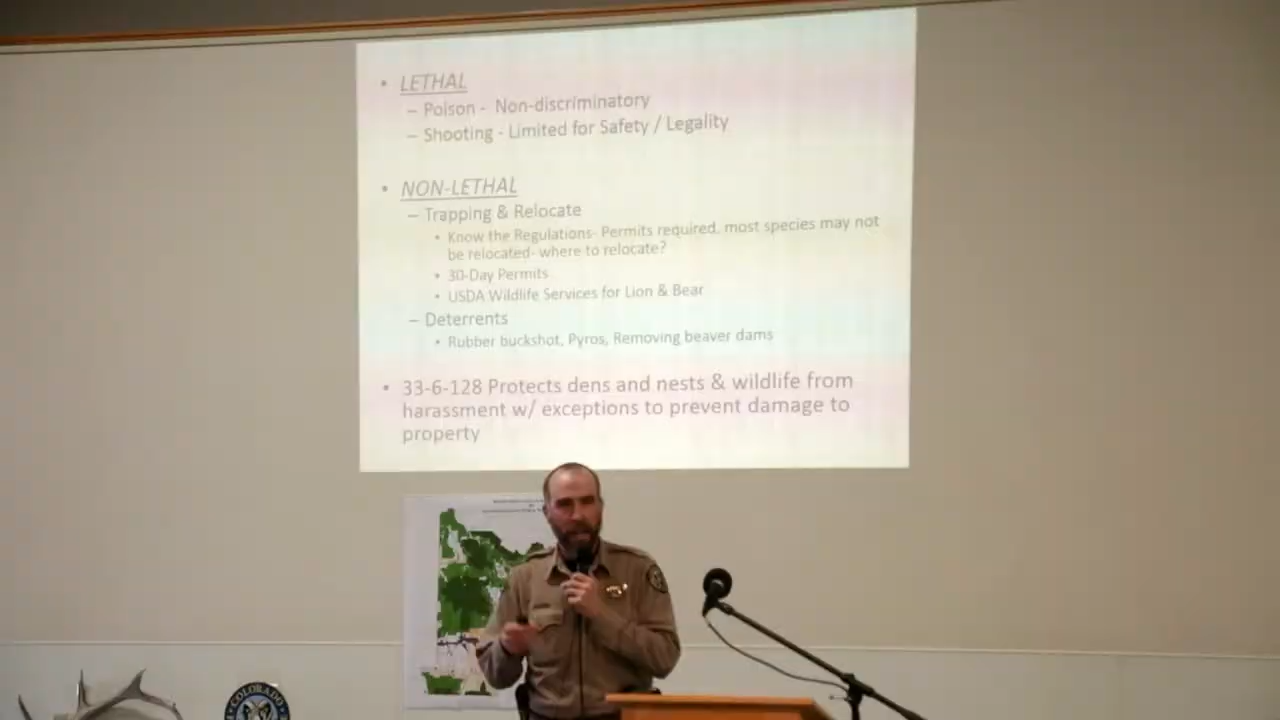 • LETHAL
– Poison - Non-discriminatory
– Shooting - Limited for Safety / Legality
• NON-LETHAL
– Trapping & Relocate
• Know the Regulations- Permits required, most species may not
be relocated- where to relocate?
• 30-Day Permits
• USDA Wildlife Services for Lion & Bear
– Deterrents
• Rubber buckshot, Pyros, Removing beaver dams
• 33-6-128 Protects dens and nests & wildlife from
harassment w/ exceptions to prevent damage to
property
COLORADO